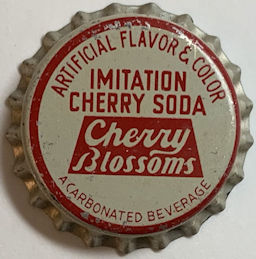 ARTIFICIAL FLAVOR & COLOR
IMITATION
CHERRY SODA
Cherry
Blossoms
A CARBONATED BEVERAGE